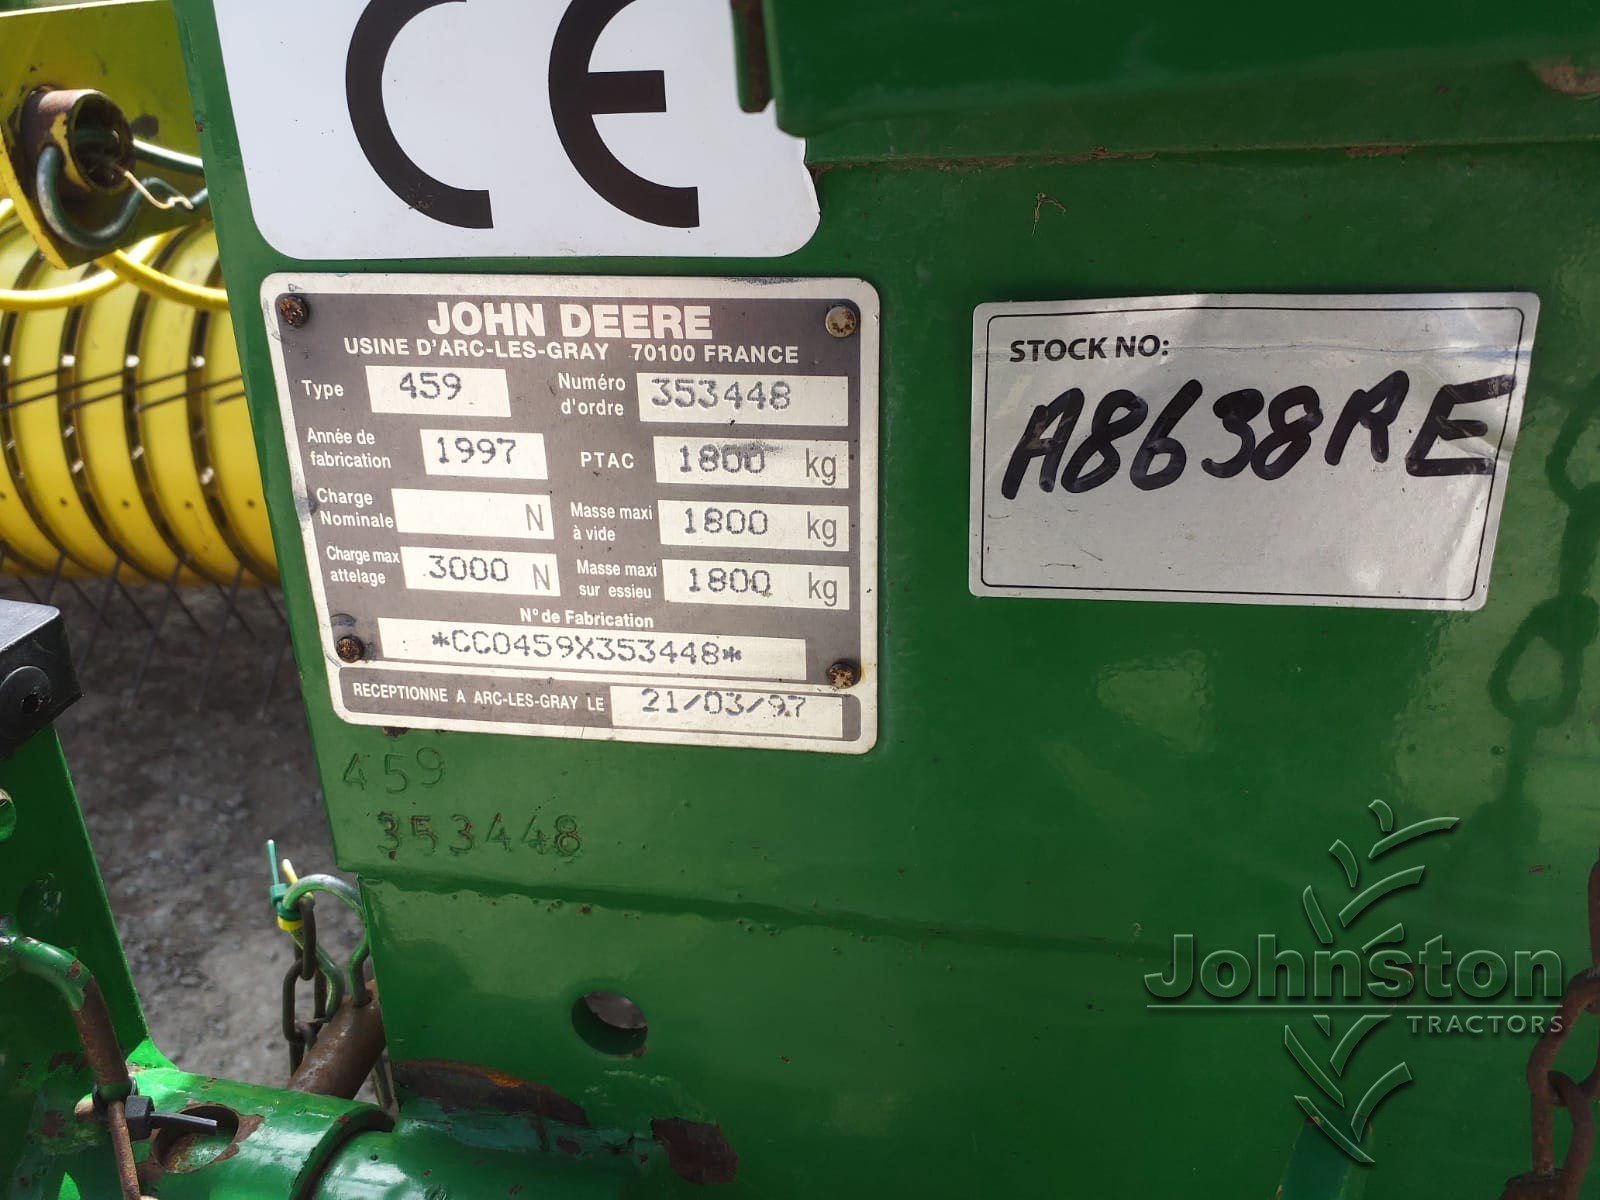 CE
JOHN DEERE
USINE D'ARC-LES-GRAY 70100 FRANCE
Type 459
Numéro d'ordre 353448
Année de fabrication 1997
PTAC 1800 kg
Charge Nominale N
Masse maxi à vide 1800 kg
Charge max attelage 3000 N
Masse maxi sur essieu 1800 kg
N° de Fabrication
*CC0459X353448*
RECEPTIONNE A ARC-LES-GRAY LE 21/03/97
459
353448
STOCK NO:
A8638RE
Johnston
TRACTORS